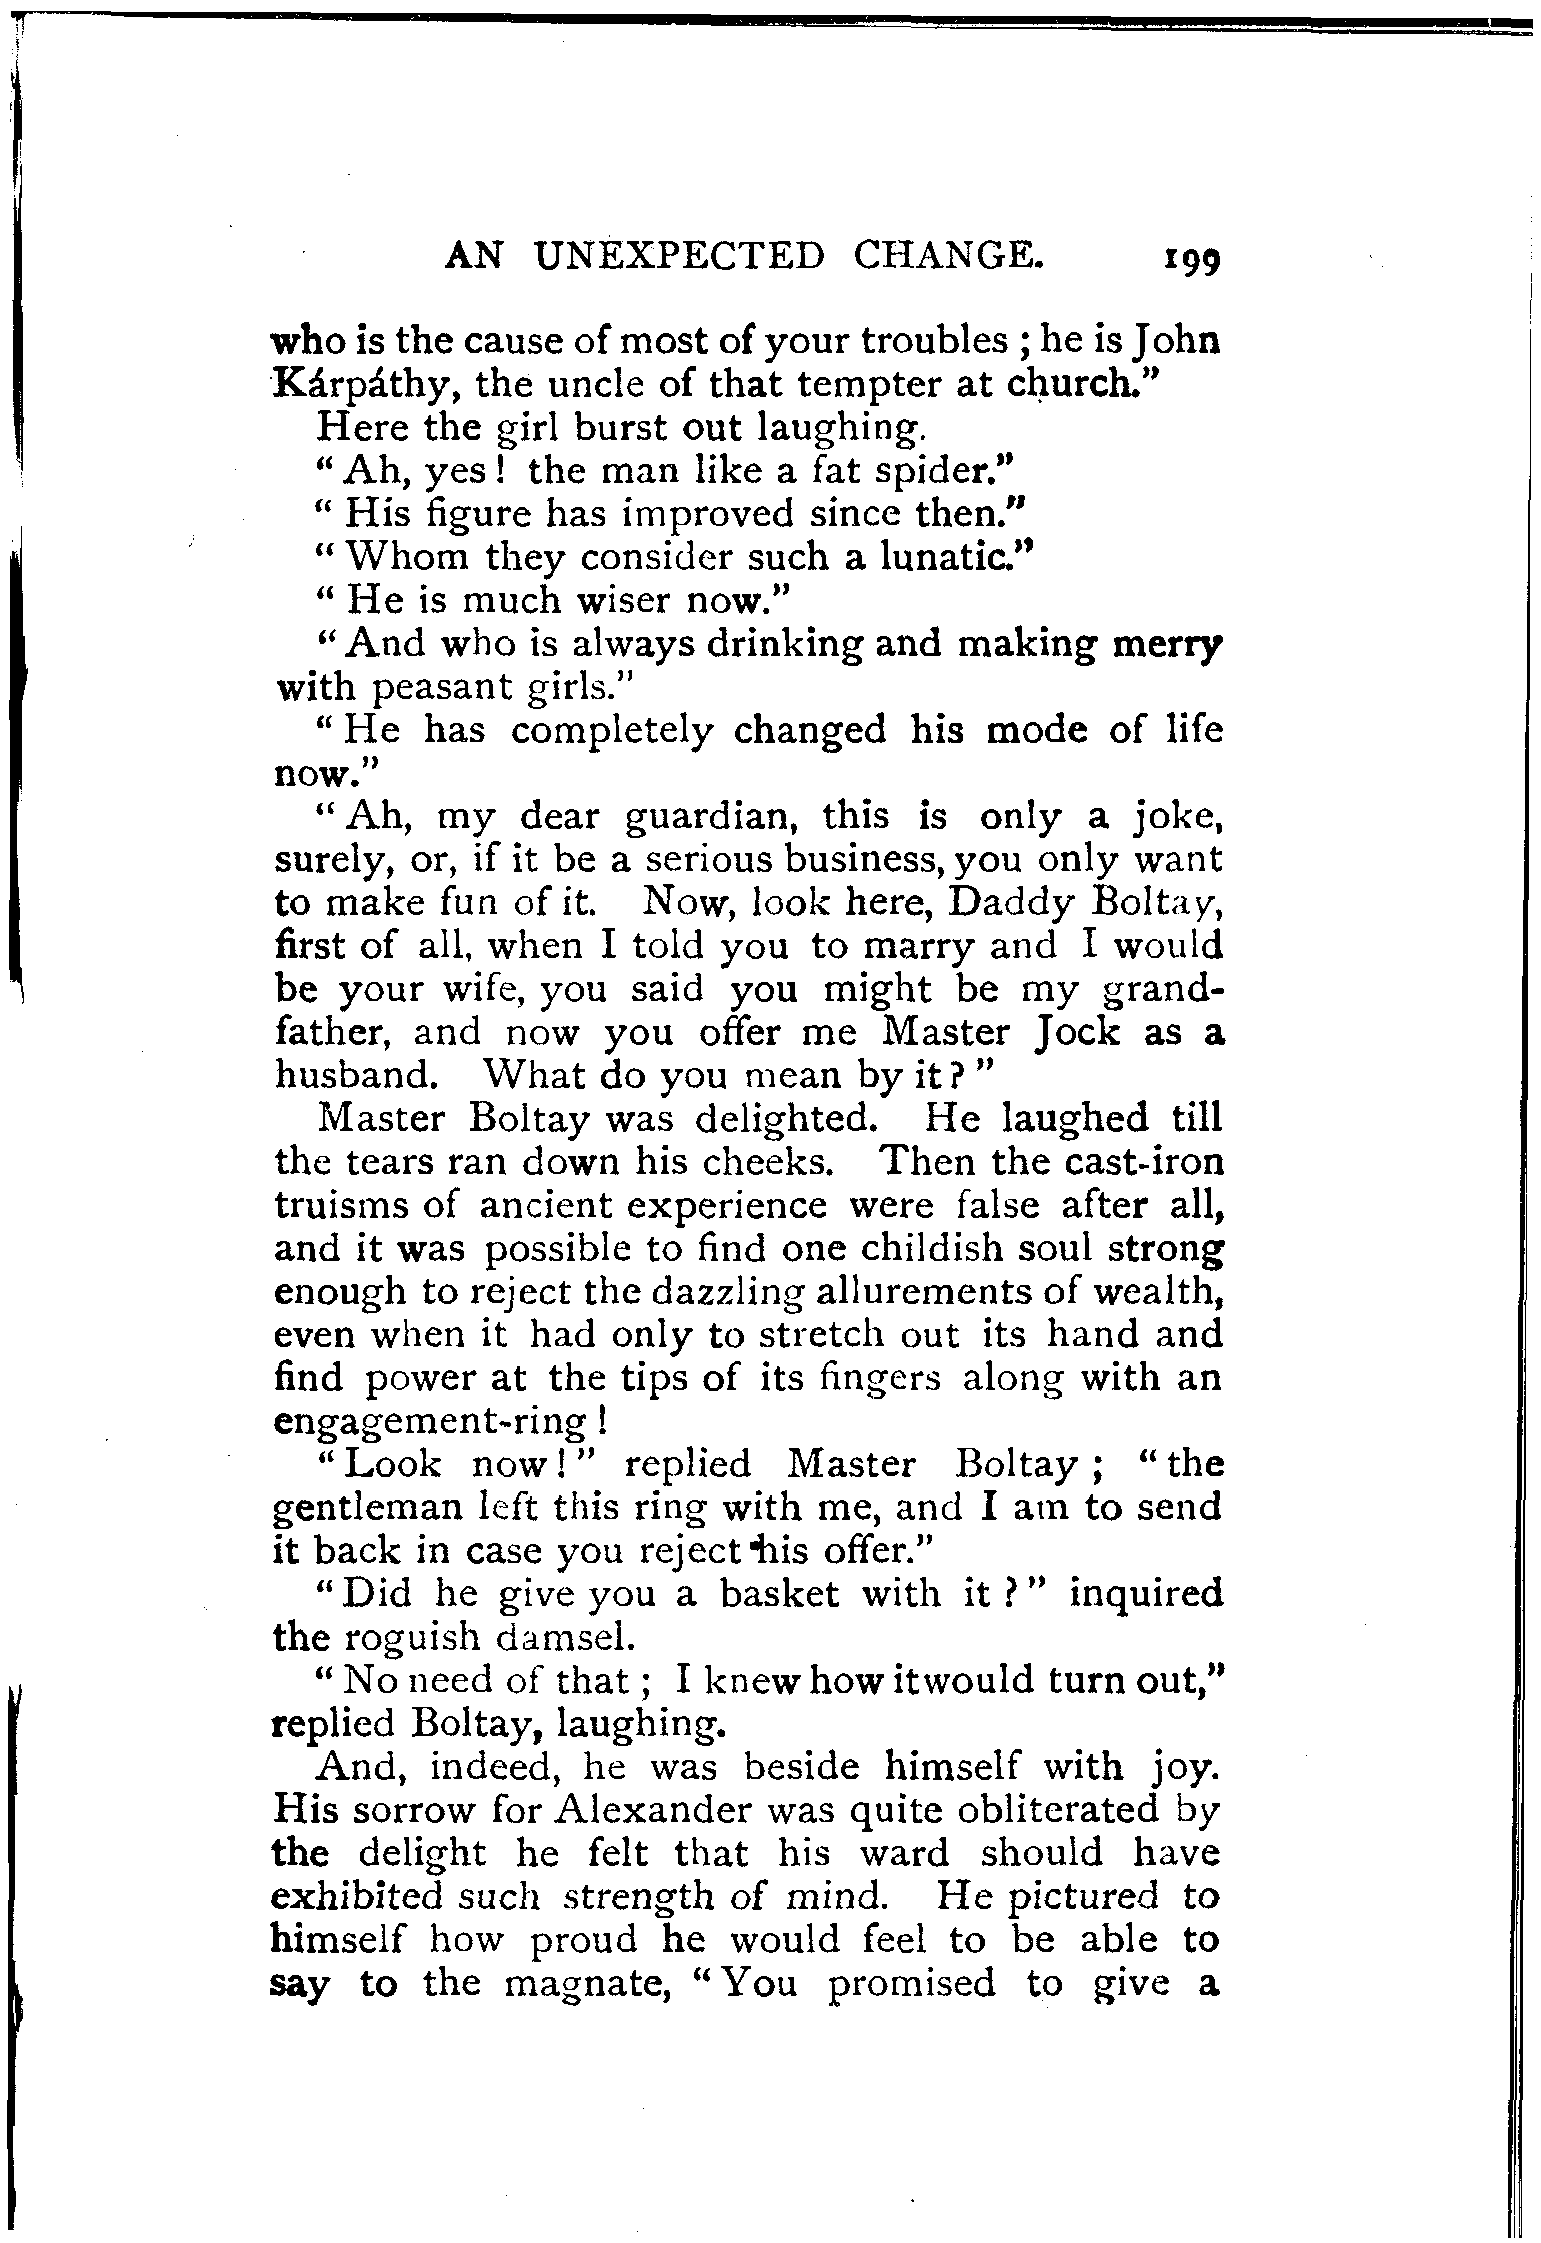 AN UNEXPECTED CHANGE. 199
who is the cause of most of your troubles ; he is John
Kárpáthy, the uncle of that tempter at church."
Here the girl burst out laughing.
" Ah, yes ! the man like a fat spider."
" His figure has improved since then."
" Whom they consider such a lunatic."
" He is much wiser now."
" And who is always drinking and making merry
with peasant girls."
" He has completely changed his mode of life
now."
" Ah, my dear guardian, this is only a joke,
surely, or, if it be a serious business, you only want
to make fun of it. Now, look here, Daddy Boltay,
first of all, when I told you to marry and I would
be your wife, you said you might be my grand-
father, and now you offer me Master Jock as a
husband. What do you mean by it ? "
Master Boltay was delighted. He laughed till
the tears ran down his cheeks. Then the cast-iron
truisms of ancient experience were false after all,
and it was possible to find one childish soul strong
enough to reject the dazzling allurements of wealth,
even when it had only to stretch out its hand and
find power at the tips of its fingers along with an
engagement-ring !
" Look now ! " replied Master Boltay ; " the
gentleman left this ring with me, and I am to send
it back in case you reject his offer."
" Did he give you a basket with it ? " inquired
the roguish damsel.
" No need of that ; I knew how it would turn out,"
replied Boltay, laughing.
And, indeed, he was beside himself with joy.
His sorrow for Alexander was quite obliterated by
the delight he felt that his ward should have
exhibited such strength of mind. He pictured to
himself how proud he would feel to be able to
say to the magnate, " You promised to give a